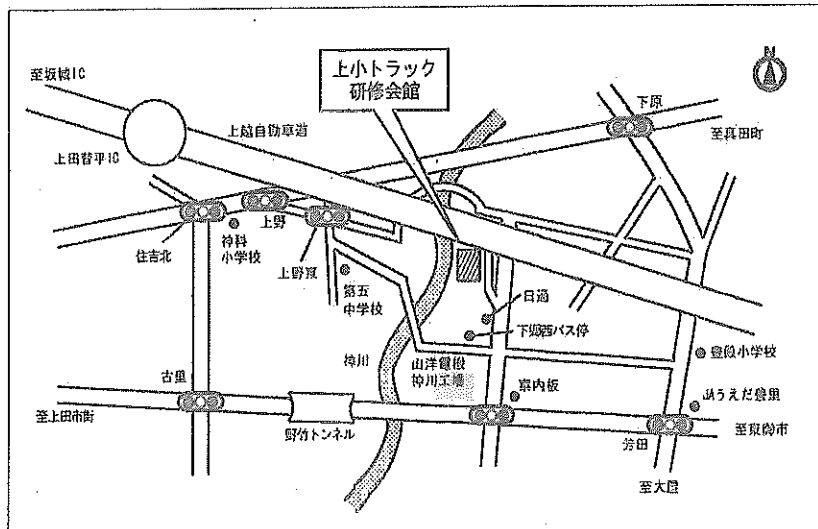 上小トラック
研修会館
N
至坂城IC
下原
上信越自動車道
至真田町
上田菅平IC
上野
住吉北
神科
小学校
上野東
第五
中学校
日通
下郷西バス停
神川
山洋電機
神川工場
豊殿小学校
古里
案内板
JAうえだ豊里
至上田市街
野竹トンネル
芳田
至東御市
至大屋